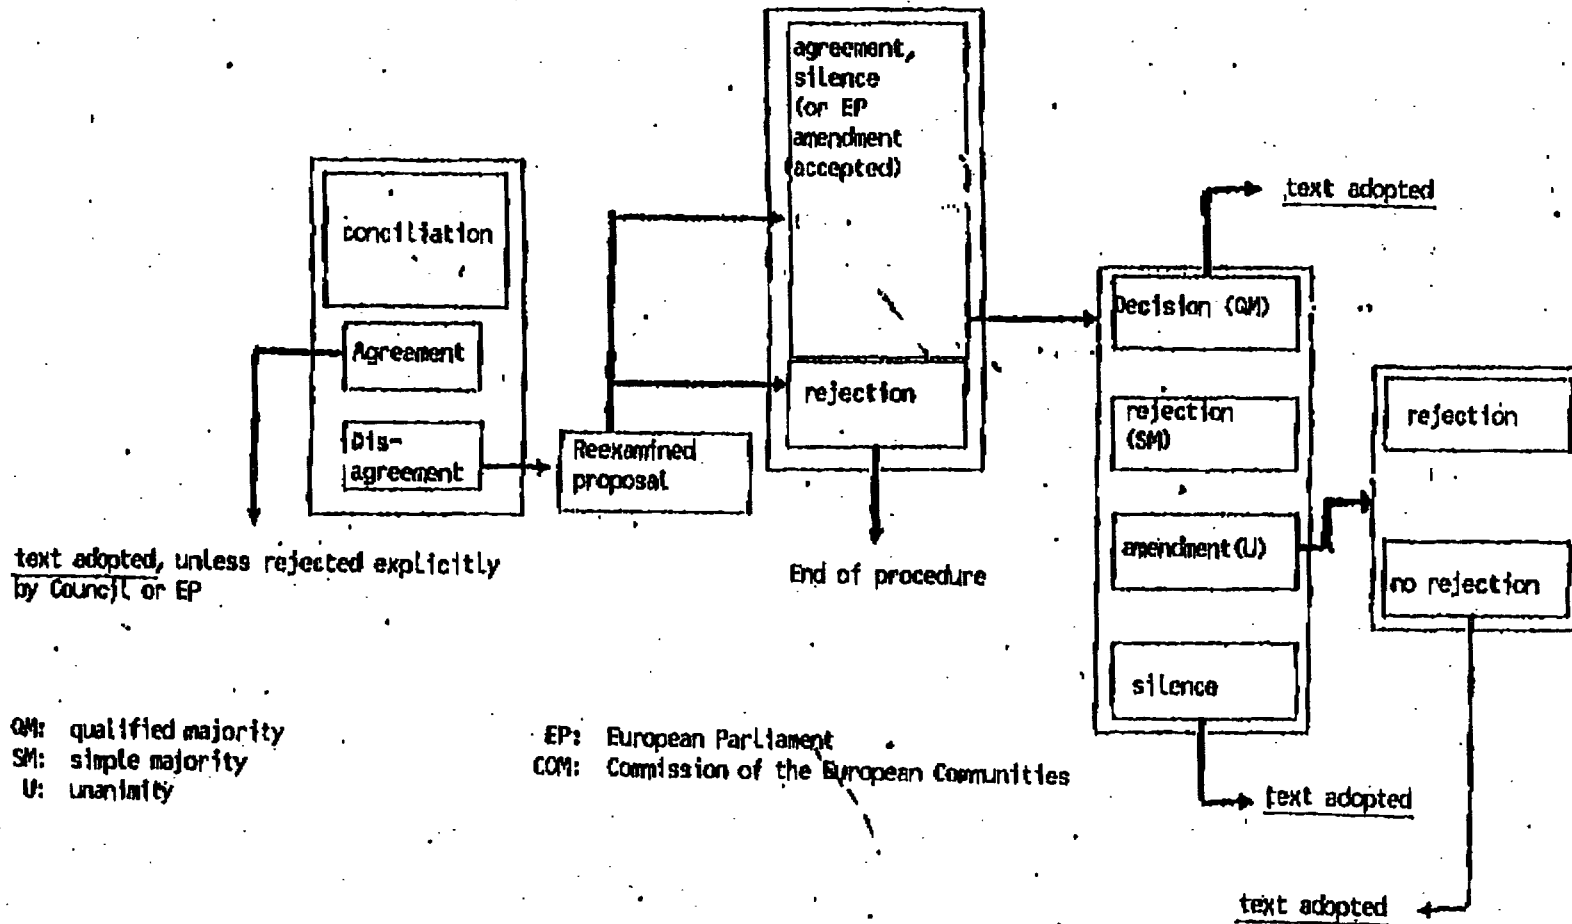 conciliation
Agreement
Dis-
agreement
text adopted, unless rejected explicitly
by Council or EP
Reexamined
proposal
agreement,
silence
(or EP
amendment
accepted)
rejection
End of procedure
text adopted
Decision (QM)
rejection
(SM)
amendment (U)
silence
text adopted
rejection
no rejection
text adopted
QM: qualified majority
SM: simple majority
U: unanimity
EP: European Parliament
COM: Commission of the European Communities